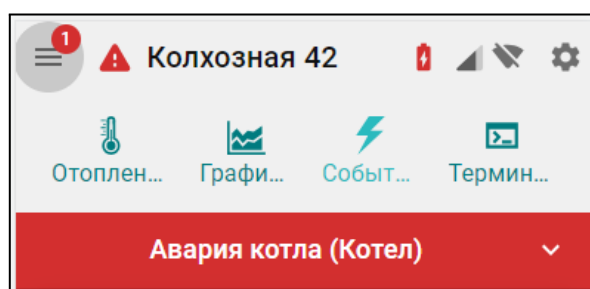 1
Колхозная 42
Отоплен... Графи... Событ... Термин...
Авария котла (Котел)